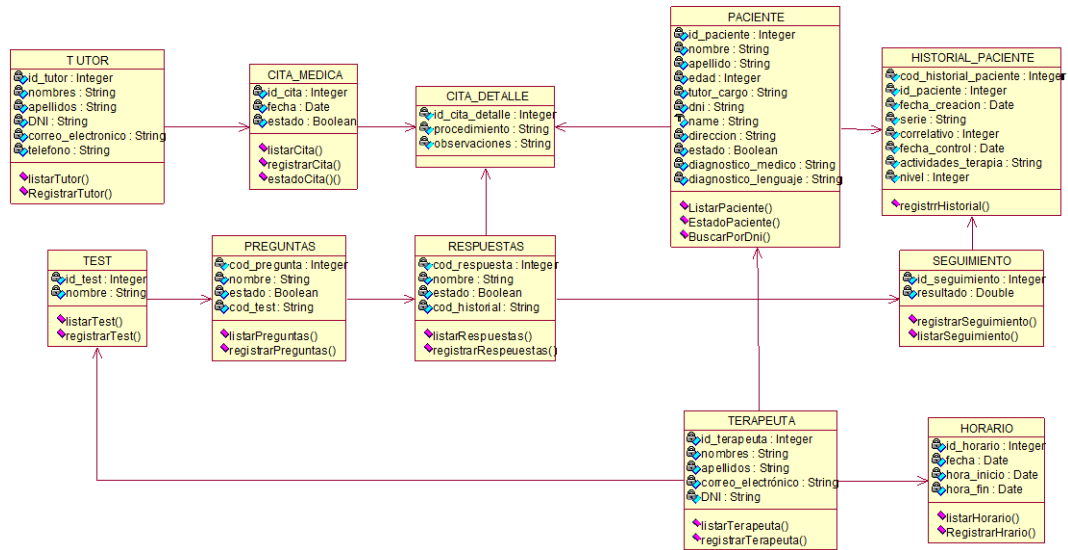 T UTOR
id_tutor : Integer
nombres : String
apellidos : String
DNI : String
correo_electronico : String
telefono : String
listarTutor()
RegistrarTutor()
CITA_MEDICA
id_cita : Integer
fecha : Date
estado : Boolean
listarCita()
registrarCita()
estadoCita()()
CITA_DETALLE
id_cita_detalle : Integer
procedimiento : String
observaciones : String
PACIENTE
id_paciente : Integer
nombre : String
apellido : String
edad : Integer
tutor_cargo : String
dni : String
name : String
direccion : String
estado : Boolean
diagnostico_medico : String
diagnostico_lenguaje : String
ListarPaciente()
EstadoPaciente()
BuscarPorDni()
HISTORIAL_PACIENTE
cod_historial_paciente : Integer
id_paciente : Integer
fecha_creacion : Date
serie : String
correlativo : Integer
fecha_control : Date
actividades_terapia : String
nivel : Integer
registrrHistorial()
TEST
id_test : Integer
nombre : String
listarTest()
registrarTest()
PREGUNTAS
cod_pregunta : Integer
nombre : String
estado : Boolean
cod_test : String
listarPreguntas()
registrarPreguntas()
RESPUESTAS
cod_respuesta : Integer
nombre : String
estado : Boolean
cod_historial : String
listarRespuestas()
registrarRespeuestas()
SEGUIMIENTO
id_seguimiento : Integer
resultado : Double
registrarSeguimiento()
listarSeguimiento()
TERAPEUTA
id_terapeuta : Integer
nombres : String
apellidos : String
correo_electrónico : String
DNI : String
listarTerapeuta()
registrarTerapeuta()
HORARIO
id_horario : Integer
fecha : Date
hora_inicio : Date
hora_fin : Date
listarHorario()
RegistrarHrario()